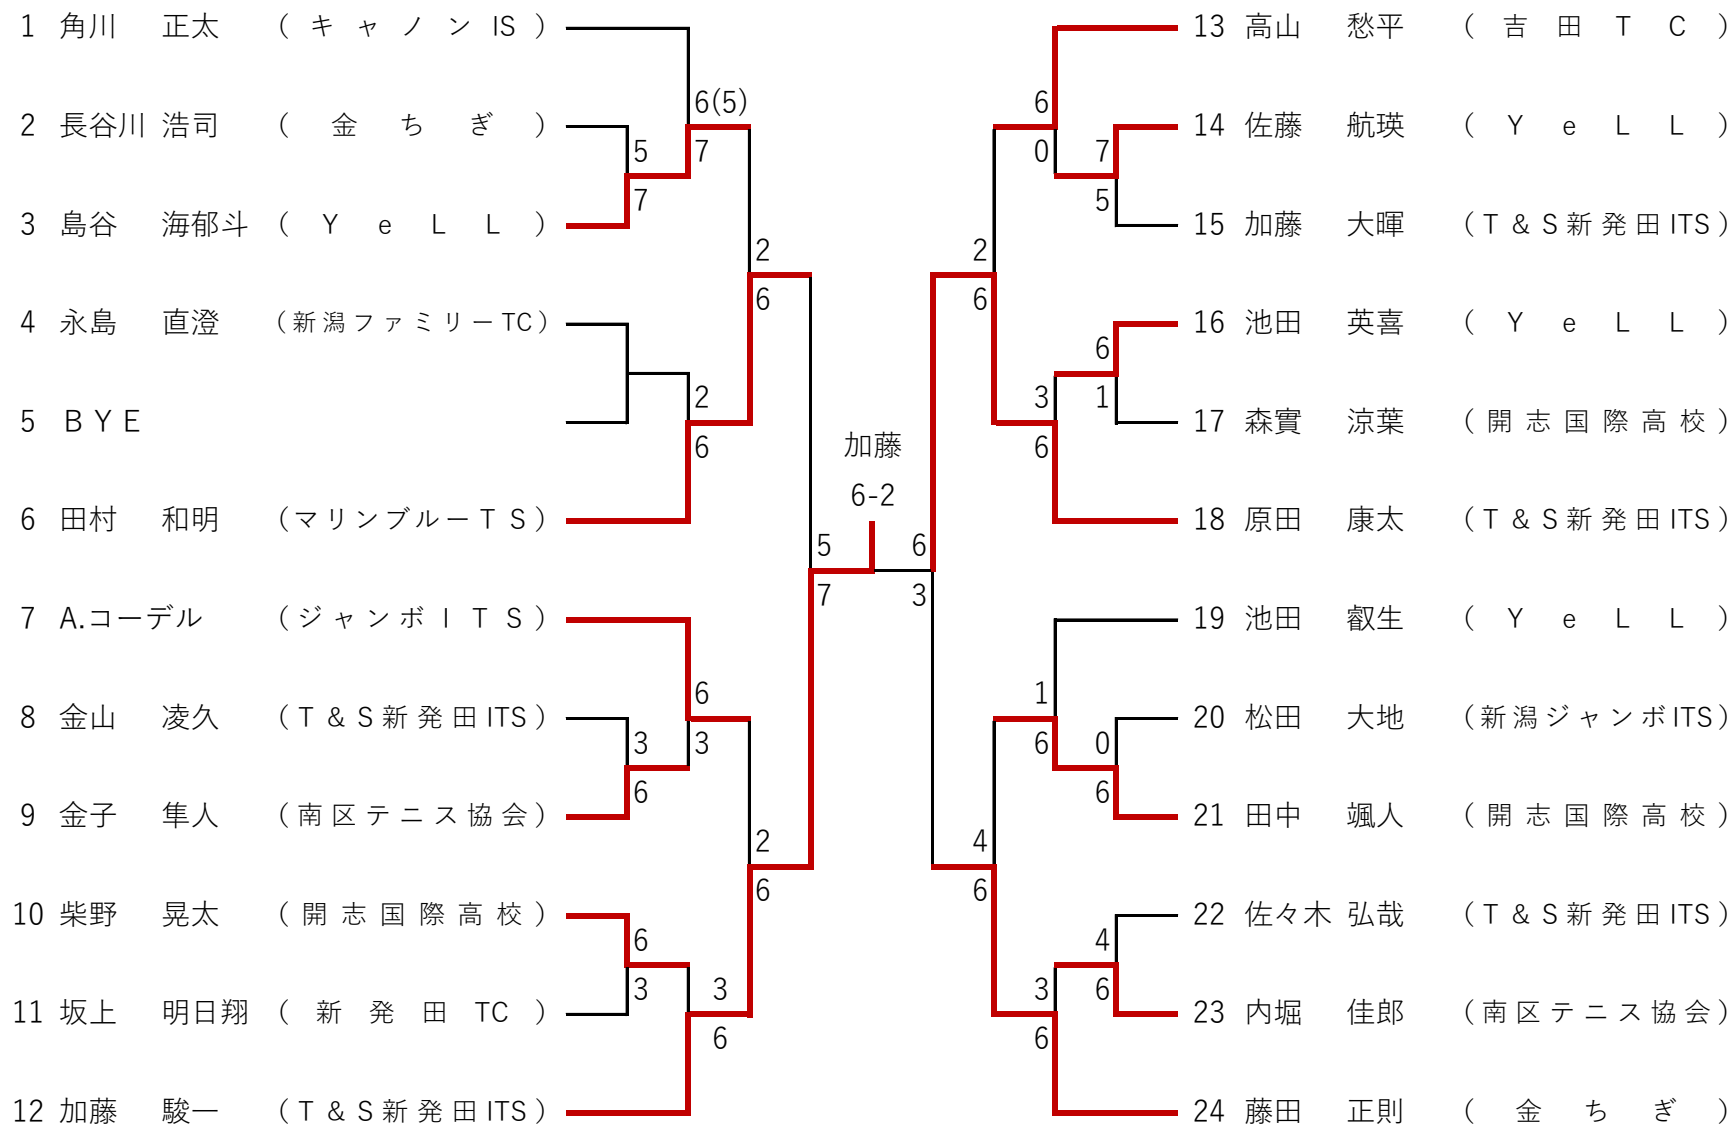 1 角川 正太 (キャノンIS)
6(5)
2 長谷川 浩司 (金ちぎ)
5
7
7
3 島谷 海郁斗 (YeLL)
2
6
4 永島 直澄 (新潟ファミリーTC)
2
5 BYE
6
6 田村 和明 (マリンブルーTS)
5
7
7 A.コーデル (ジャンボITS)
6
8 金山 凌久 (T&S新発田ITS)
3
3
6
9 金子 隼人 (南区テニス協会)
2
6
10 柴野 晃太 (開志国際高校)
6
3
3
11 坂上 明日翔 (新発田TC)
6
12 加藤 駿一 (T&S新発田ITS)
加藤
6-2
13 高山 愁平 (吉田TC)
6
14 佐藤 航瑛 (YeLL)
0
7
5
15 加藤 大暉 (T&S新発田ITS)
2
6
16 池田 英喜 (YeLL)
6
3
1
17 森實 涼葉 (開志国際高校)
6
18 原田 康太 (T&S新発田ITS)
6
3
19 池田 叡生 (YeLL)
1
20 松田 大地 (新潟ジャンボITS)
6
0
6
21 田中 颯人 (開志国際高校)
4
6
22 佐々木 弘哉 (T&S新発田ITS)
4
3
6
23 内堀 佳郎 (南区テニス協会)
6
24 藤田 正則 (金ちぎ)